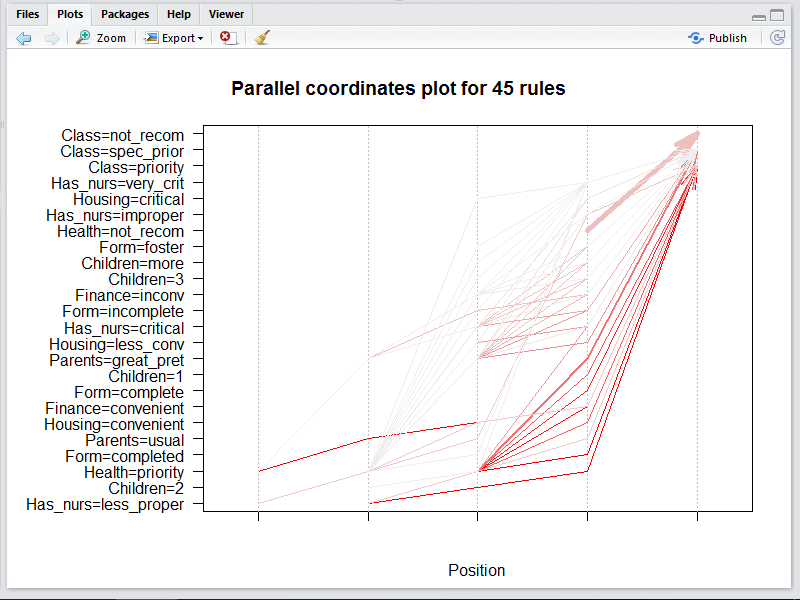 Files Plots Packages Help Viewer
Zoom Export Publish
Parallel coordinates plot for 45 rules
Class=not_recom
Class=spec_prior
Class=priority
Has_nurs=very_crit
Housing=critical
Has_nurs=improper
Health=not_recom
Form=foster
Children=more
Children=3
Finance=inconv
Form=incomplete
Has_nurs=critical
Housing=less_conv
Parents=great_pret
Children=1
Form=complete
Finance=convenient
Housing=convenient
Parents=usual
Form=completed
Health=priority
Children=2
Has_nurs=less_proper
Position